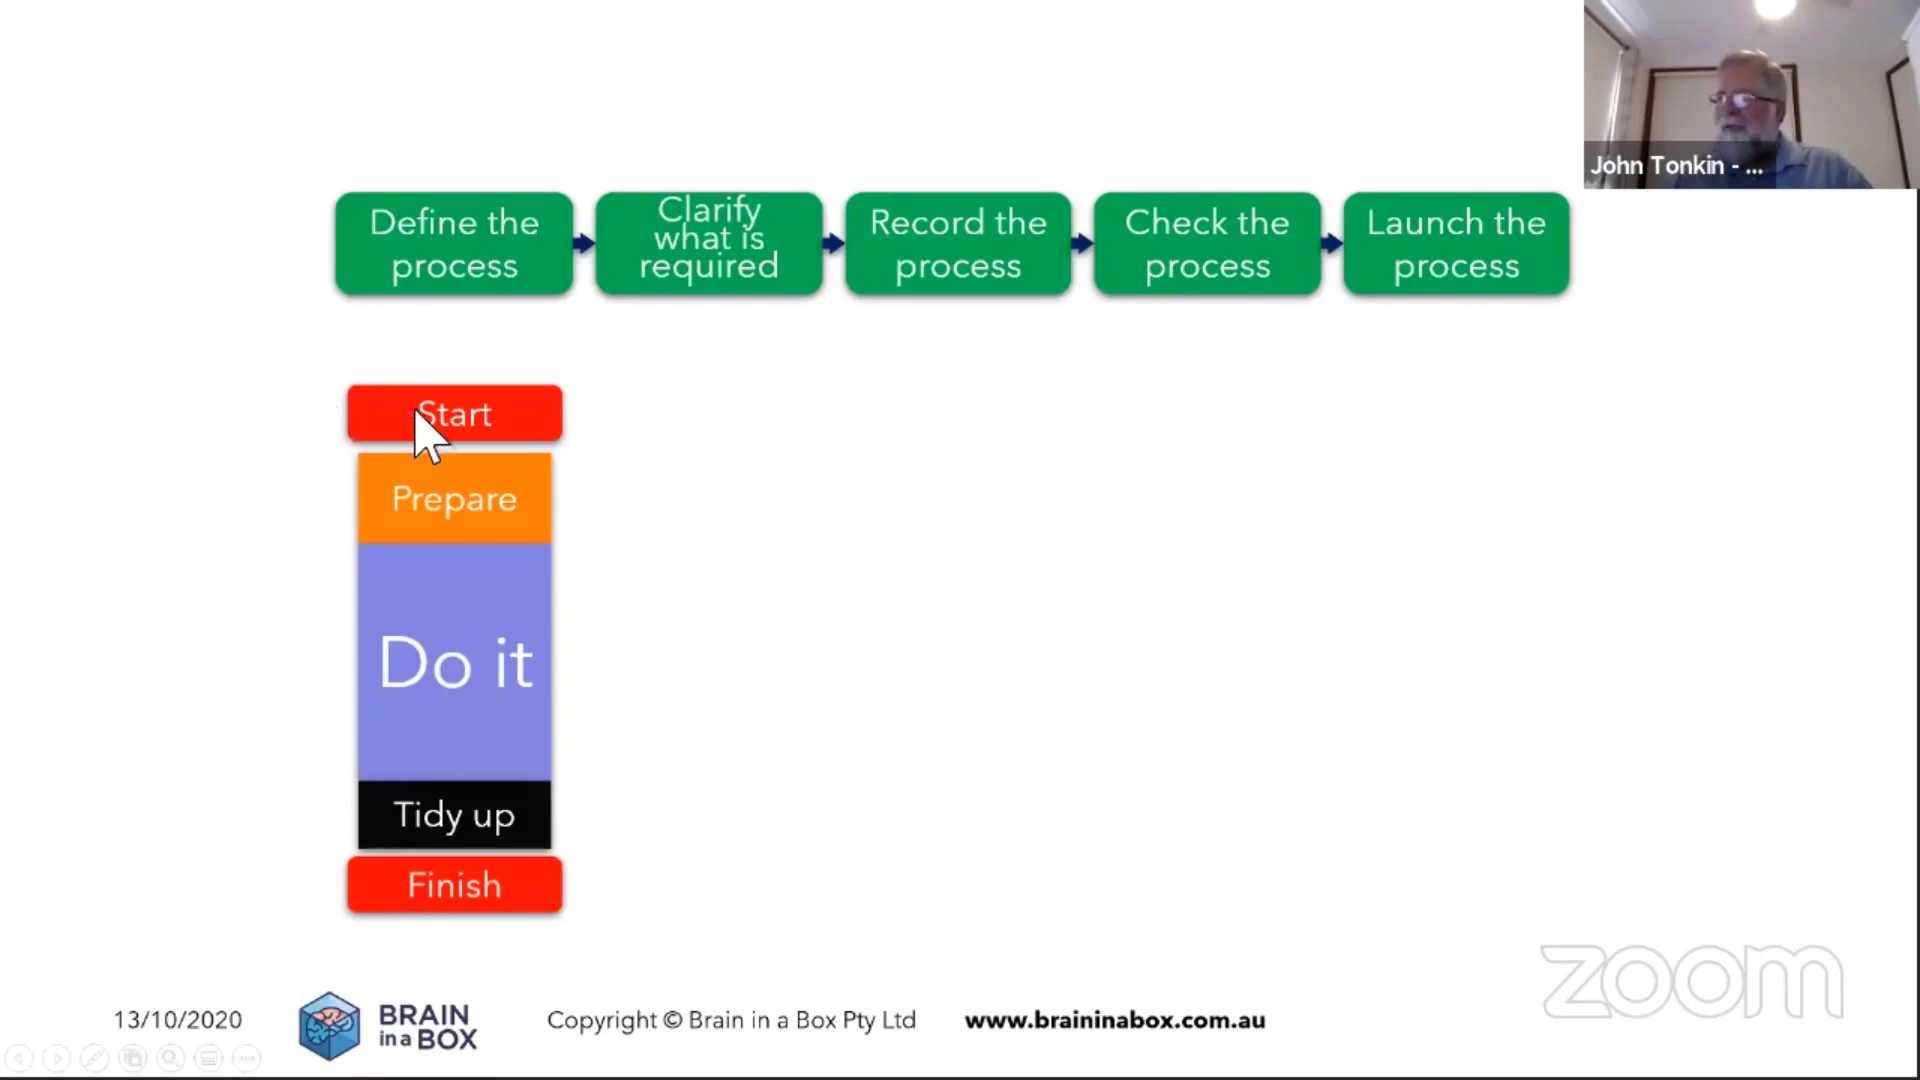 John Tonkin - ...
Define the
process
Clarify
what is
required
Record the
process
Check the
process
Launch the
process
Start
Prepare
Do it
Tidy up
Finish
zoom
13/10/2020
BRAIN
in a BOX
Copyright © Brain in a Box Pty Ltd
www.braininabox.com.au